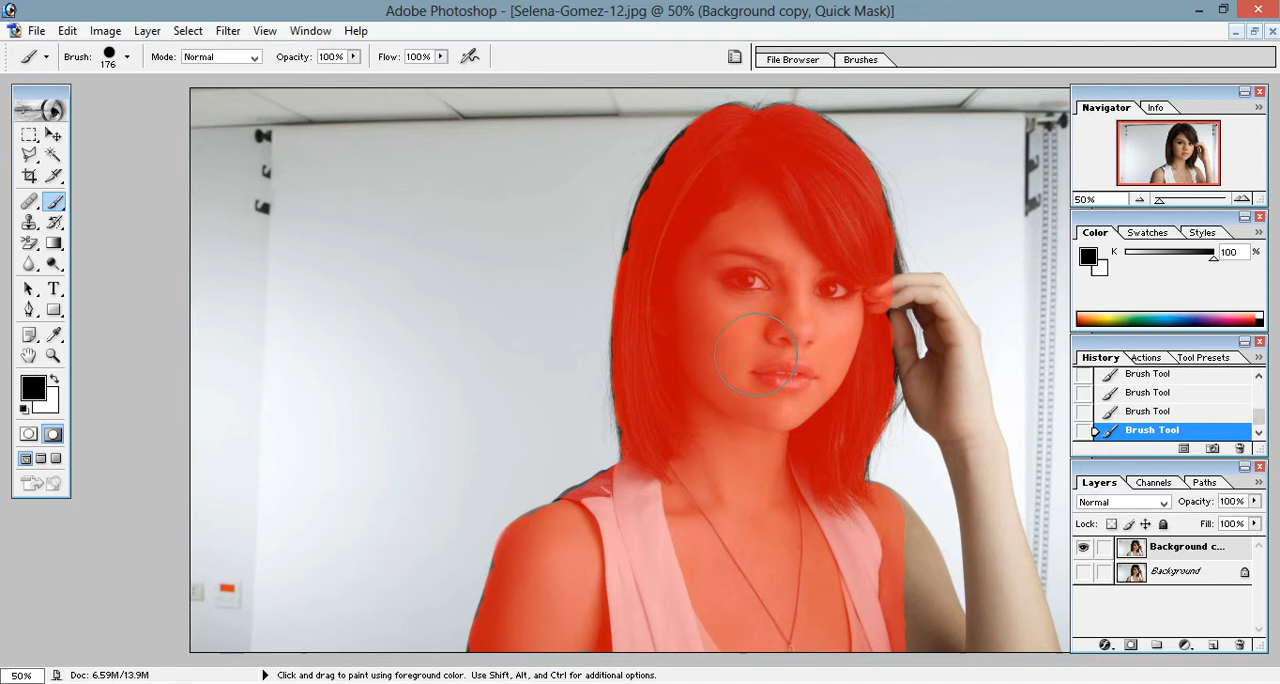 Adobe Photoshop - [Selena-Gomez-12.jpg @ 50% (Background copy, Quick Mask)]
File Edit Image Layer Select Filter View Window Help
Brush: 176 Mode: Normal Opacity: 100% Flow: 100% File Browser Brushes
Navigator Info
50%
Color Swatches Styles
K 100 %
History Actions Tool Presets
Brush Tool
Brush Tool
Brush Tool
Brush Tool
Layers Channels Paths
Normal Opacity: 100%
Lock: Fill: 100%
Background c...
Background
50% Doc: 6.59M/13.9M Click and drag to paint using foreground color. Use Shift, Alt, and Ctrl for additional options.